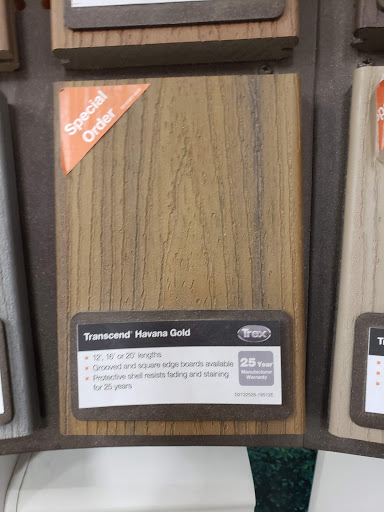 Special
Order
Transcend® Havana Gold
Trex
12', 16' or 20' lengths
Grooved and square edge boards available
Protective shell resists fading and staining
for 25 years
25 Year
Manufacturer
Warranty